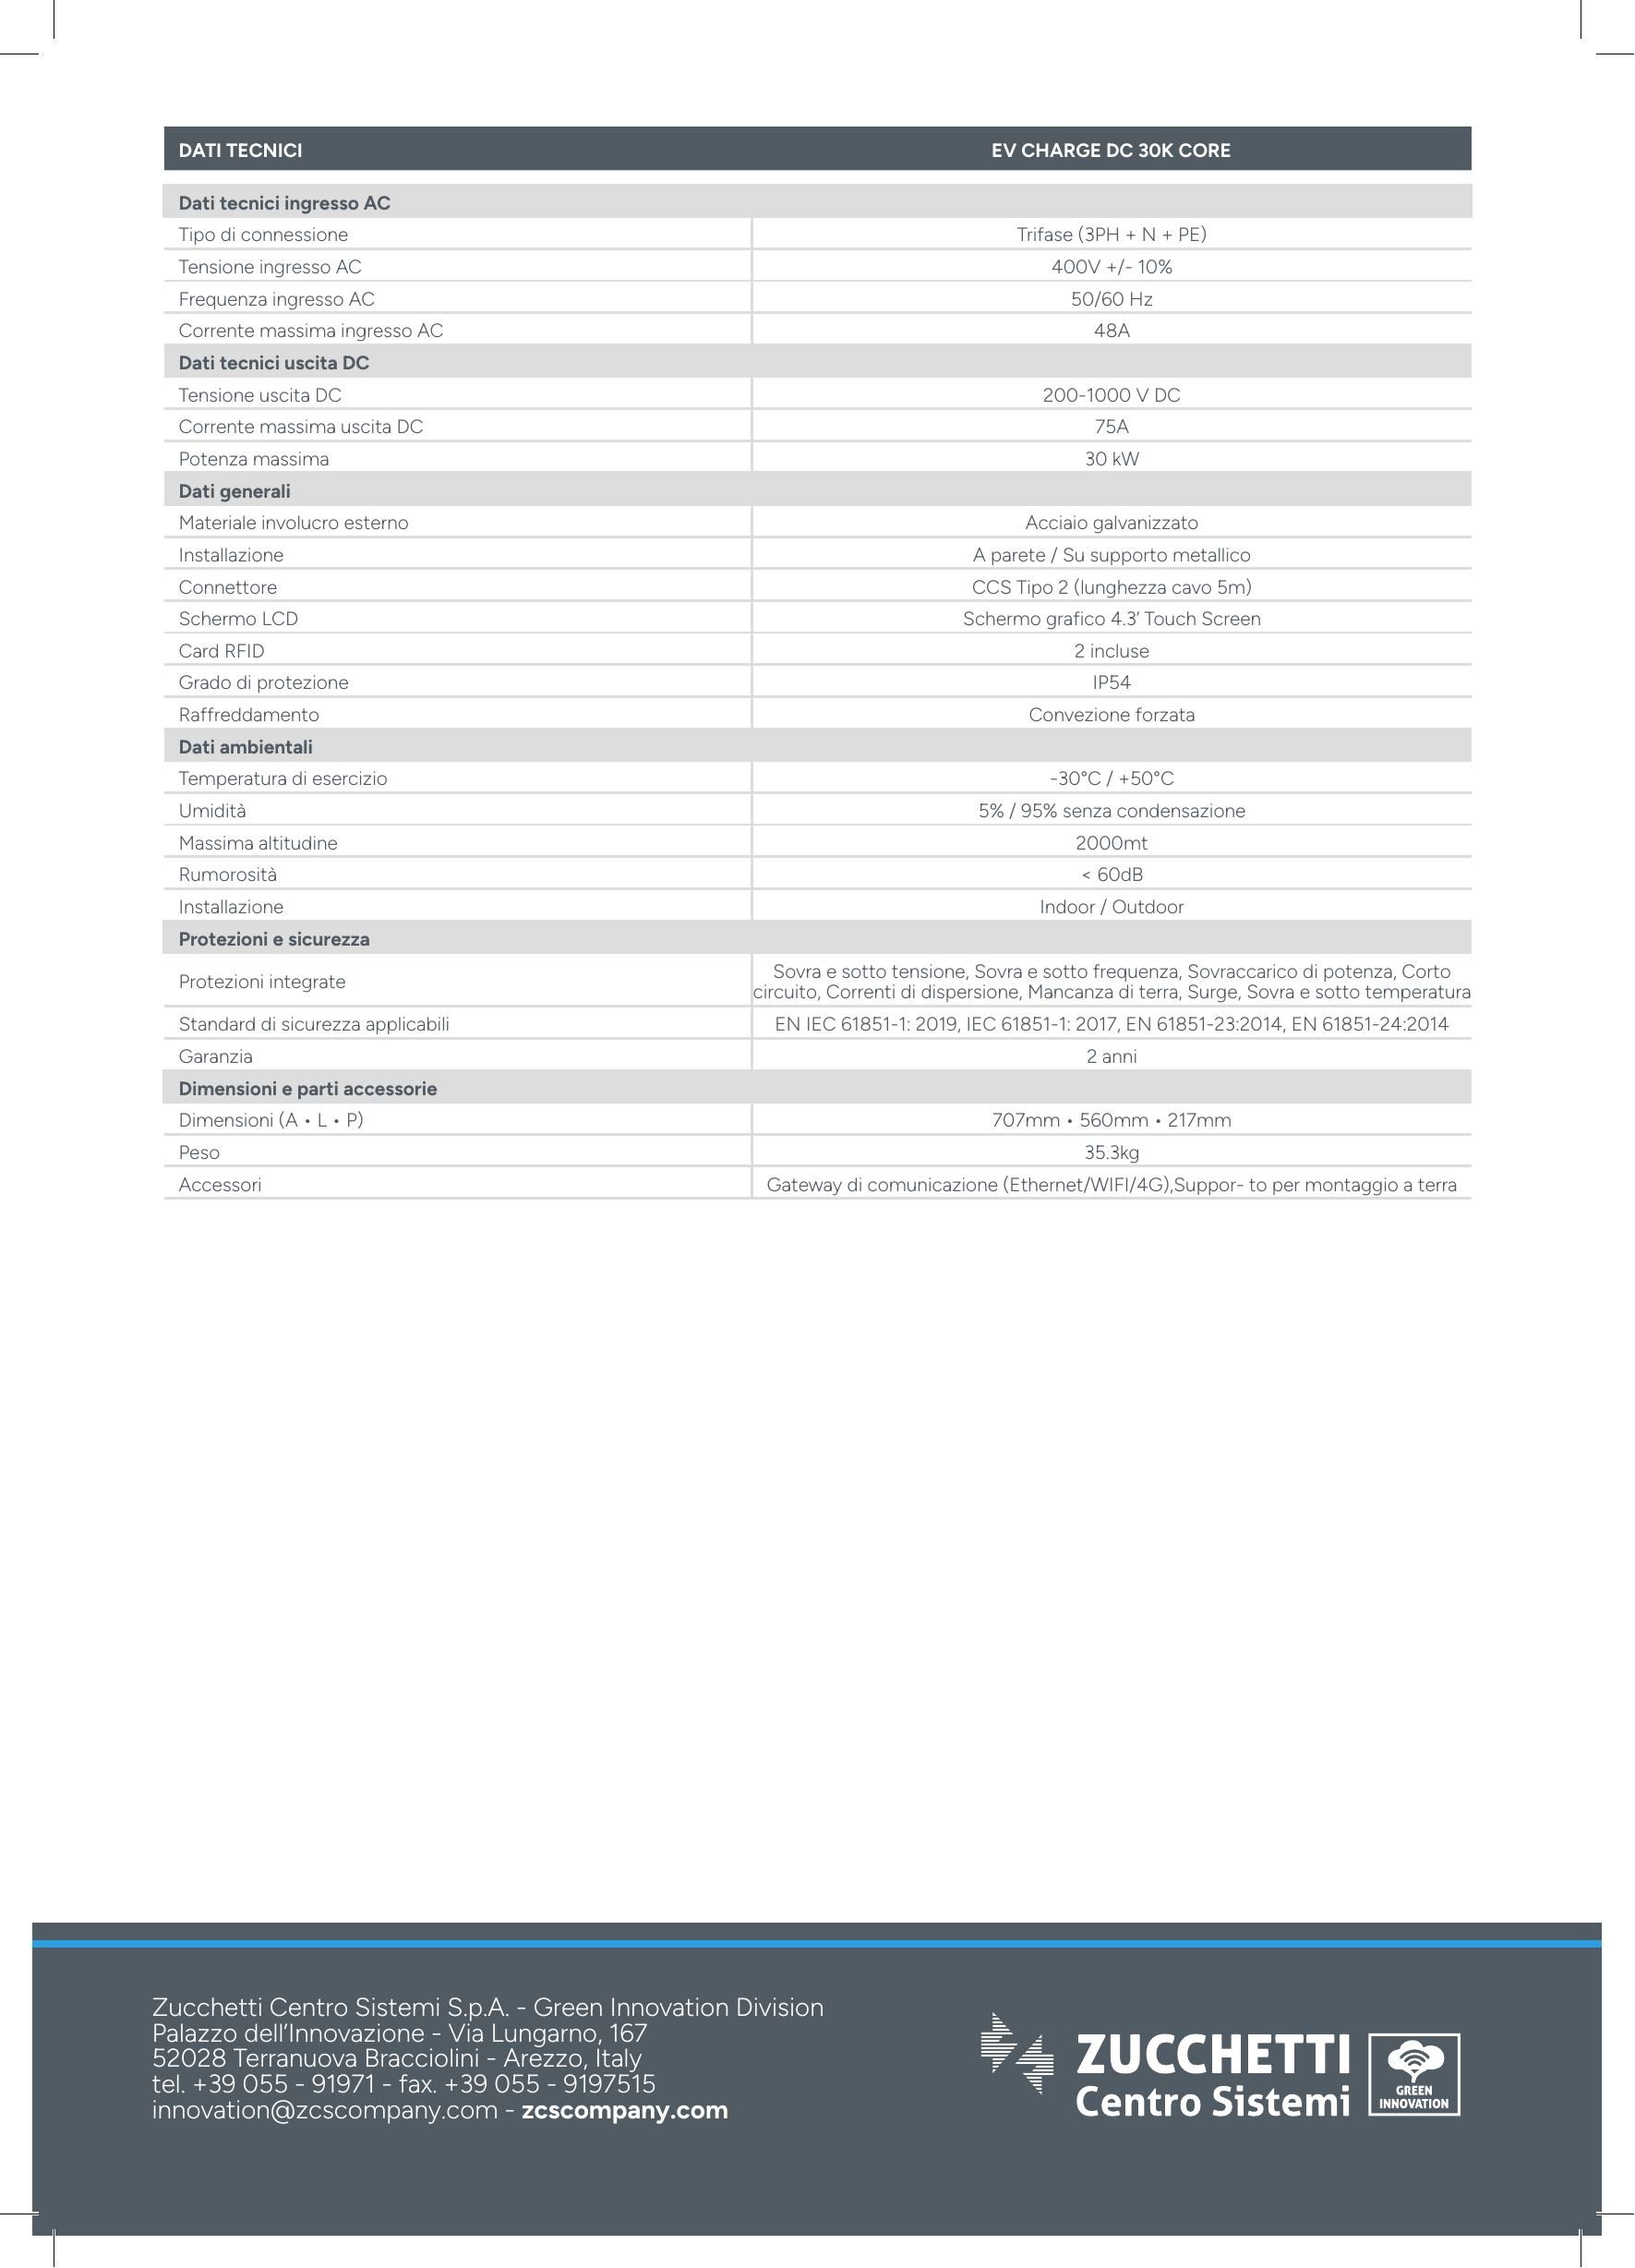 DATI TECNICI EV CHARGE DC 30K CORE
Dati tecnici ingresso AC
Tipo di connessione Trifase (3PH + N + PE)
Tensione ingresso AC 400V +/- 10%
Frequenza ingresso AC 50/60 Hz
Corrente massima ingresso AC 48A
Dati tecnici uscita DC
Tensione uscita DC 200-1000 V DC
Corrente massima uscita DC 75A
Potenza massima 30 kW
Dati generali
Materiale involucro esterno Acciaio galvanizzato
Installazione A parete / Su supporto metallico
Connettore CCS Tipo 2 (lunghezza cavo 5m)
Schermo LCD Schermo grafico 4.3’ Touch Screen
Card RFID 2 incluse
Grado di protezione IP54
Raffreddamento Convezione forzata
Dati ambientali
Temperatura di esercizio -30°C / +50°C
Umidità 5% / 95% senza condensazione
Massima altitudine 2000mt
Rumorosità < 60dB
Installazione Indoor / Outdoor
Protezioni e sicurezza
Protezioni integrate Sovra e sotto tensione, Sovra e sotto frequenza, Sovraccarico di potenza, Corto
circuito, Correnti di dispersione, Mancanza di terra, Surge, Sovra e sotto temperatura
Standard di sicurezza applicabili EN IEC 61851-1: 2019, IEC 61851-1: 2017, EN 61851-23:2014, EN 61851-24:2014
Garanzia 2 anni
Dimensioni e parti accessorie
Dimensioni (A • L • P) 707mm • 560mm • 217mm
Peso 35.3kg
Accessori Gateway di comunicazione (Ethernet/WIFI/4G),Suppor- to per montaggio a terra
Zucchetti Centro Sistemi S.p.A. - Green Innovation Division
Palazzo dell’Innovazione - Via Lungarno, 167
52028 Terranuova Bracciolini - Arezzo, Italy
tel. +39 055 - 91971 - fax. +39 055 - 9197515
innovation@zcscompany.com - zcscompany.com
ZUCCHETTI
Centro Sistemi
GREEN
INNOVATION